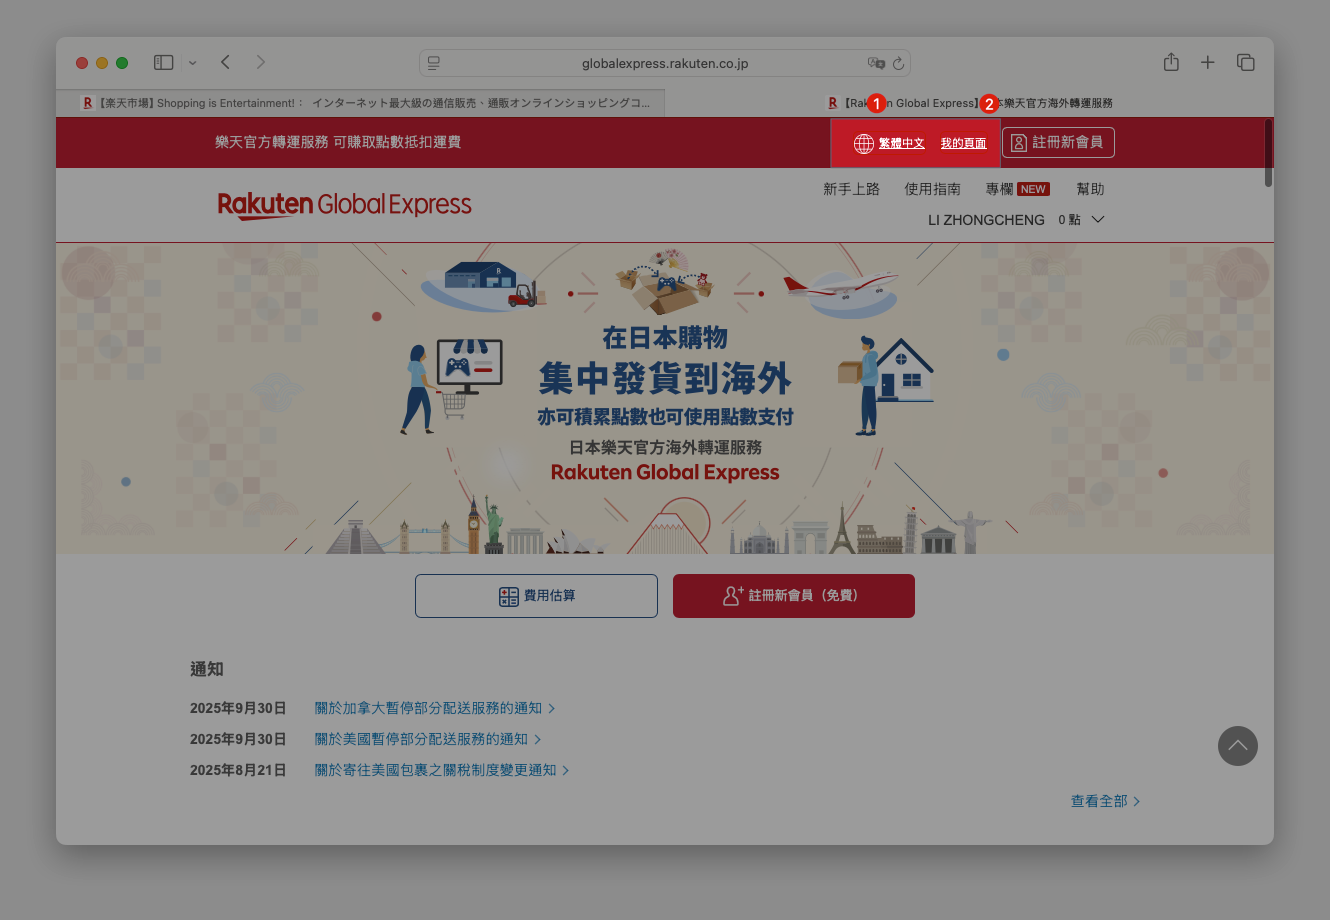 globalexpress.rakuten.co.jp
【楽天市場】Shopping is Entertainment!： インターネット最大級の通信販売、通販オンラインショッピングコ...
【Rakuten Global Express】日本樂天官方海外轉運服務
1
2
樂天官方轉運服務 可賺取點數抵扣運費
繁體中文
我的頁面
註冊新會員
Rakuten Global Express
新手上路
使用指南
專欄 NEW
幫助
LI ZHONGCHENG 0 點
在日本購物
集中發貨到海外
亦可積累點數也可使用點數支付
日本樂天官方海外轉運服務
Rakuten Global Express
費用估算
註冊新會員（免費）
通知
2025年9月30日 關於加拿大暫停部分配送服務的通知
2025年9月30日 關於美國暫停部分配送服務的通知
2025年8月21日 關於寄往美國包裹之關稅制度變更通知
查看全部